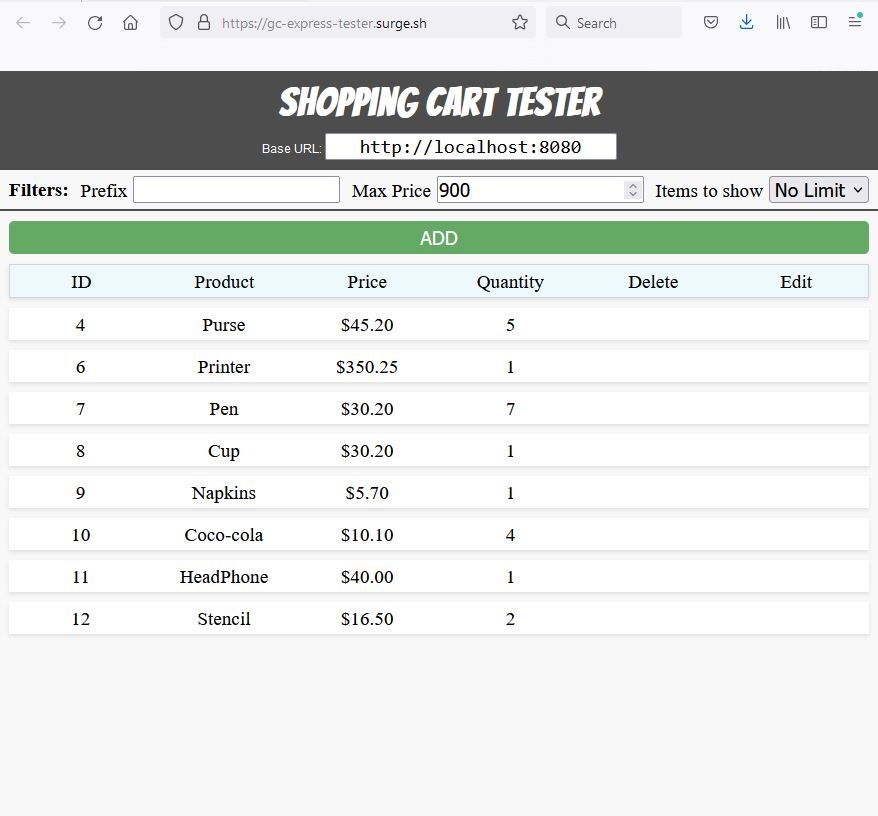 https://gc-express-tester.surge.sh Search
SHOPPING CART TESTER
Base URL: http://localhost:8080
Filters: Prefix Max Price 900 Items to show No Limit
ADD
ID Product Price Quantity Delete Edit
4 Purse $45.20 5
6 Printer $350.25 1
7 Pen $30.20 7
8 Cup $30.20 1
9 Napkins $5.70 1
10 Coco-cola $10.10 4
11 HeadPhone $40.00 1
12 Stencil $16.50 2